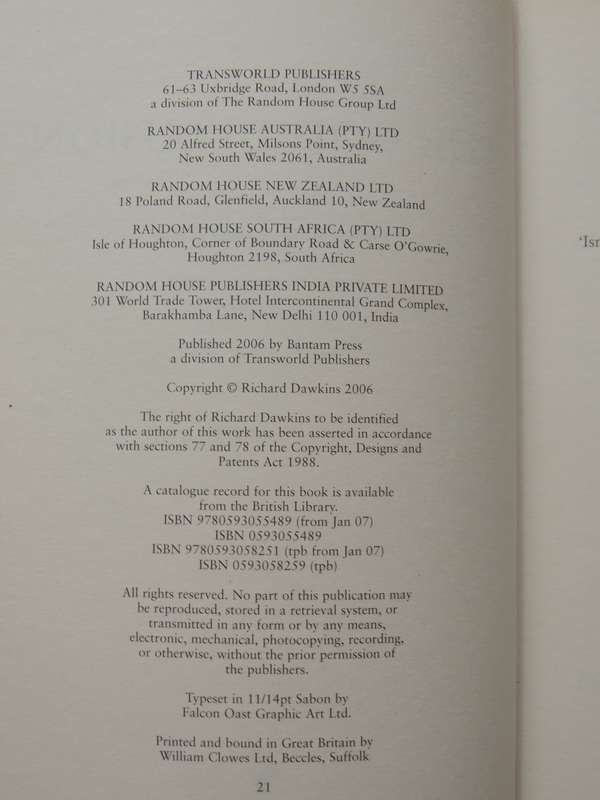 TRANSWORLD PUBLISHERS
61–63 Uxbridge Road, London W5 5SA
a division of The Random House Group Ltd
RANDOM HOUSE AUSTRALIA (PTY) LTD
20 Alfred Street, Milsons Point, Sydney,
New South Wales 2061, Australia
RANDOM HOUSE NEW ZEALAND LTD
18 Poland Road, Glenfield, Auckland 10, New Zealand
RANDOM HOUSE SOUTH AFRICA (PTY) LTD
Isle of Houghton, Corner of Boundary Road & Carse O'Gowrie,
Houghton 2198, South Africa
RANDOM HOUSE PUBLISHERS INDIA PRIVATE LIMITED
301 World Trade Tower, Hotel Intercontinental Grand Complex,
Barakhamba Lane, New Delhi 110 001, India
Published 2006 by Bantam Press
a division of Transworld Publishers
Copyright © Richard Dawkins 2006
The right of Richard Dawkins to be identified
as the author of this work has been asserted in accordance
with sections 77 and 78 of the Copyright, Designs and
Patents Act 1988.
A catalogue record for this book is available
from the British Library.
ISBN 9780593055489 (from Jan 07)
ISBN 0593055489
ISBN 9780593058251 (tpb from Jan 07)
ISBN 0593058259 (tpb)
All rights reserved. No part of this publication may
be reproduced, stored in a retrieval system, or
transmitted in any form or by any means,
electronic, mechanical, photocopying, recording,
or otherwise, without the prior permission of
the publishers.
Typeset in 11/14pt Sabon by
Falcon Oast Graphic Art Ltd.
Printed and bound in Great Britain by
William Clowes Ltd, Beccles, Suffolk
21